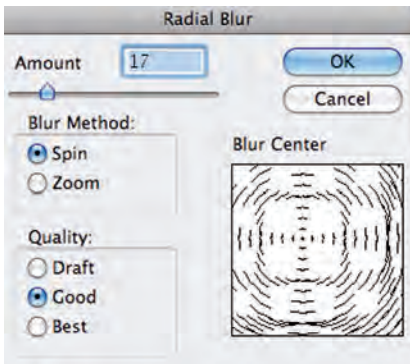 Radial Blur
Amount 17
OK
Cancel
Blur Method:
Spin
Zoom
Blur Center
Quality:
Draft
Good
Best